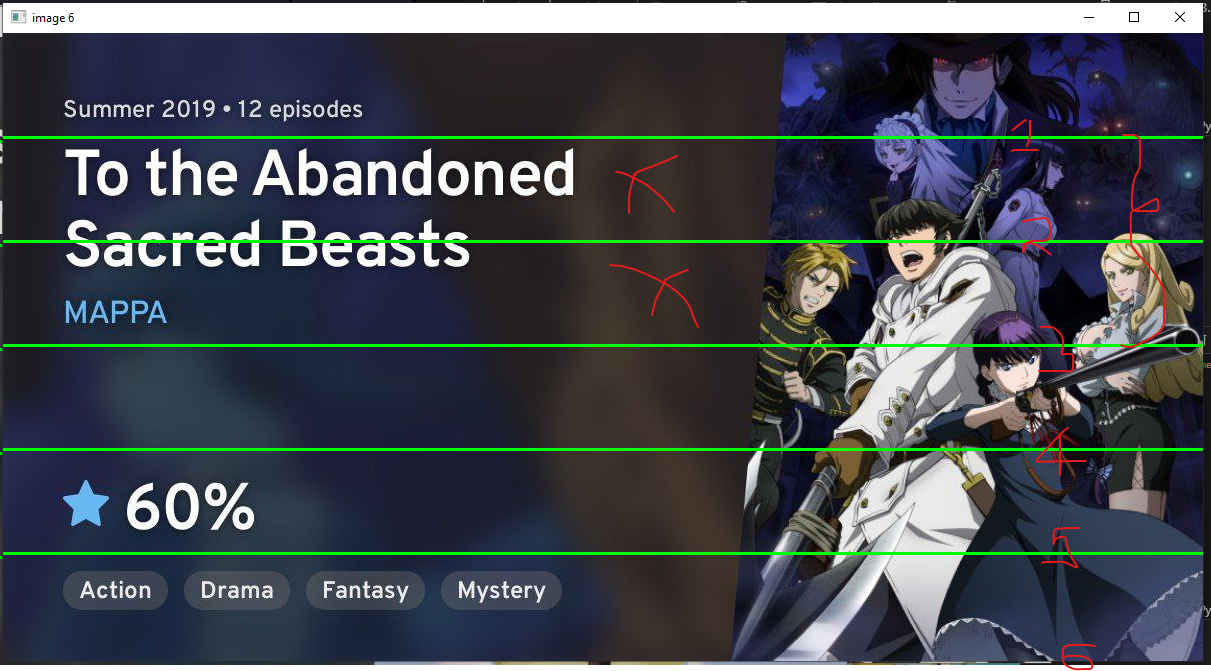 image 6
Summer 2019 • 12 episodes
To the Abandoned
Sacred Beasts
MAPPA
60%
Action Drama Fantasy Mystery
1
2
3
4
5
6